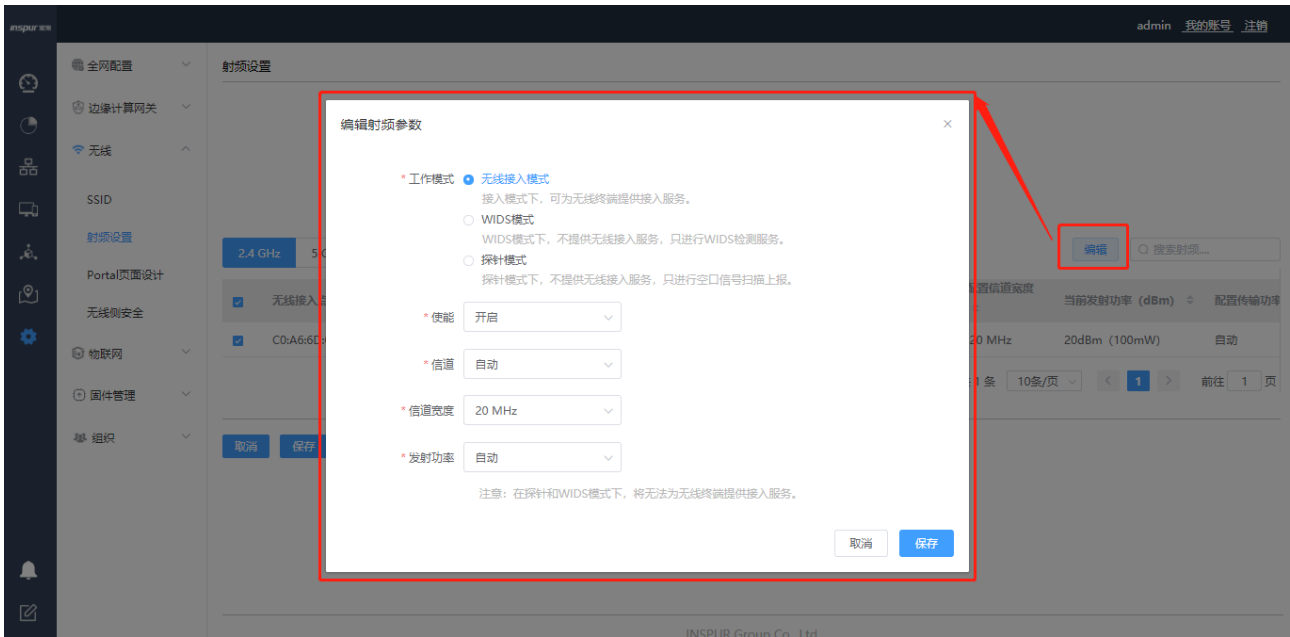 inspur 浪潮
admin 我的账号 注销
全网配置
边缘计算网关
无线
SSID
射频设置
Portal页面设计
无线侧安全
物联网
固件管理
组织
射频设置
2.4 GHz
编辑
搜索射频...
无线接入
配置信道宽度
当前发射功率 (dBm)
配置传输功率
C0:A6:6D:
20 MHz
20dBm (100mW)
自动
1 条
10条/页
1
前往 1 页
取消
保存
编辑射频参数
* 工作模式
无线接入模式
接入模式下，可为无线终端提供接入服务。
WIDS模式
WIDS模式下，不提供无线接入服务，只进行WIDS检测服务。
探针模式
探针模式下，不提供无线接入服务，只进行空口信号扫描上报。
* 使能 开启
* 信道 自动
* 信道宽度 20 MHz
* 发射功率 自动
注意：在探针和WIDS模式下，将无法为无线终端提供接入服务。
取消
保存
INSPUR Group Co., Ltd.